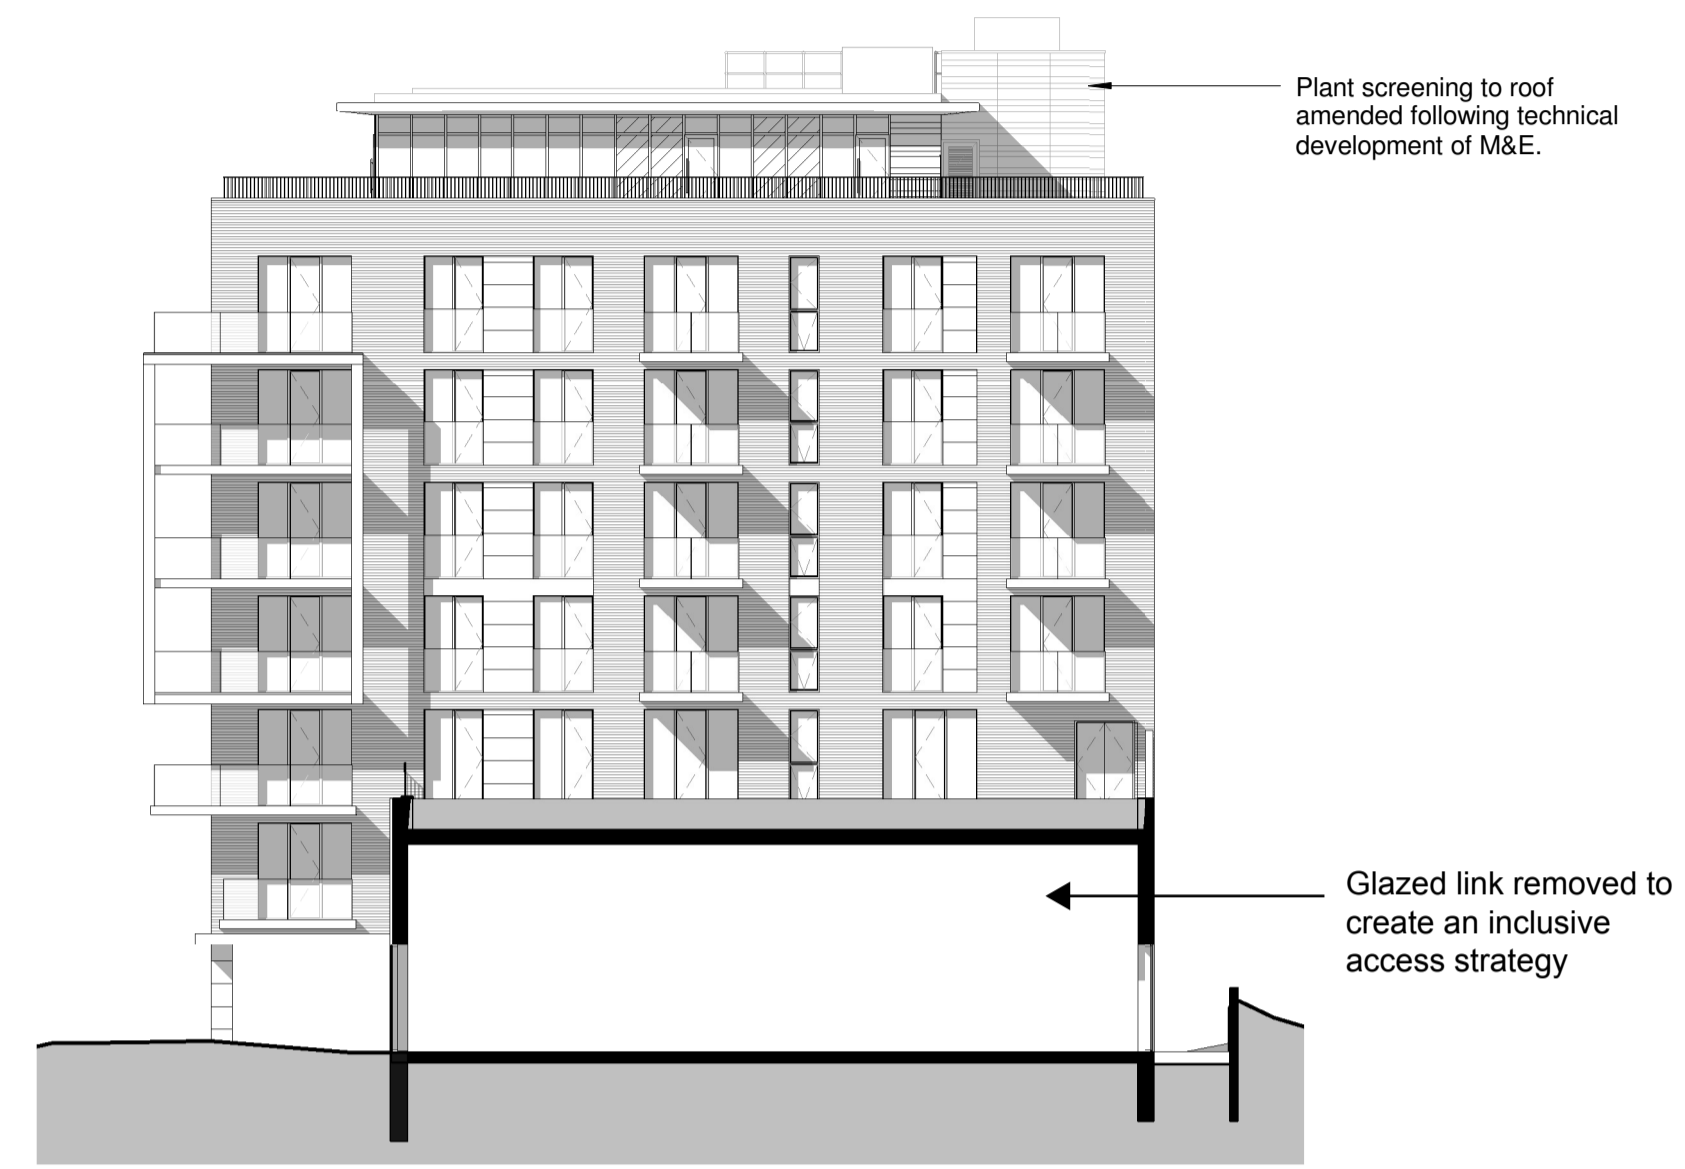 Plant screening to roof
amended following technical
development of M&E.
Glazed link removed to
create an inclusive
access strategy